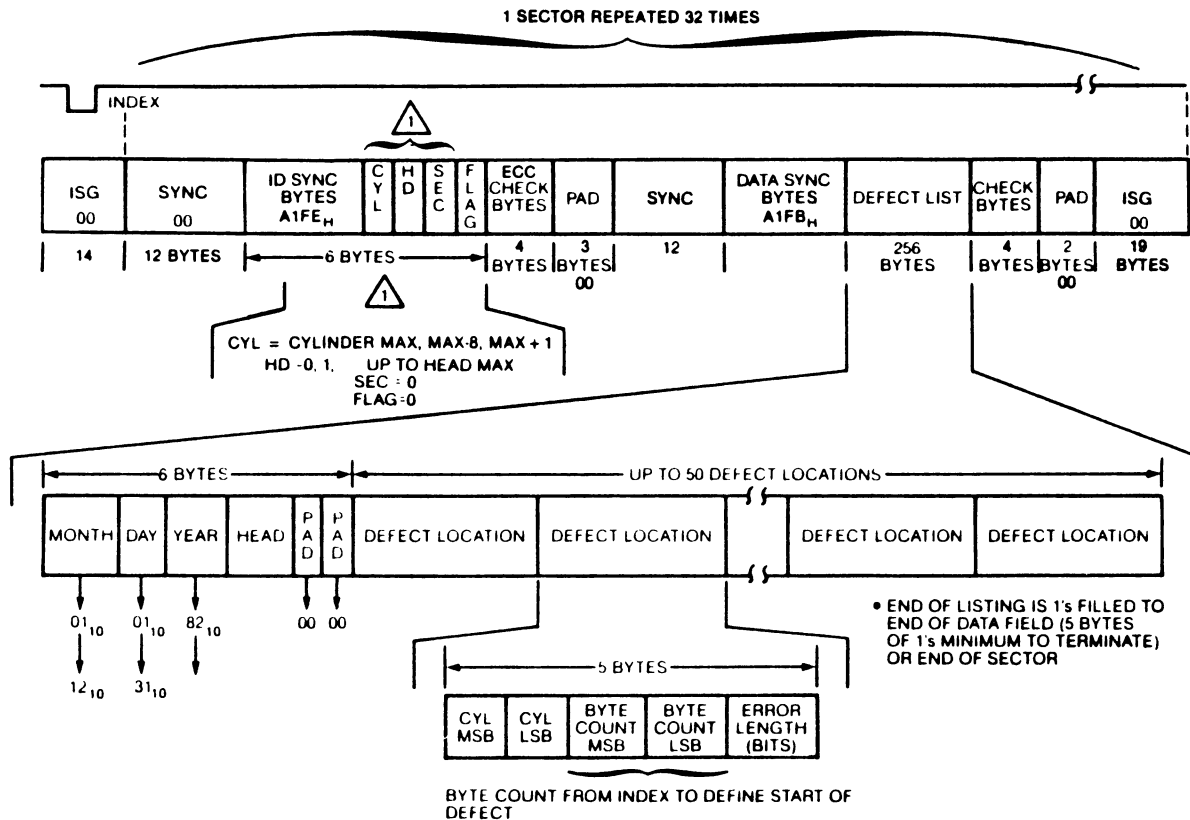 1 SECTOR REPEATED 32 TIMES
INDEX
1
ISG
00
SYNC
00
ID SYNC
BYTES
A1FEH
CYL
HD
SEC
FLAG
ECC
CHECK
BYTES
PAD
SYNC
DATA SYNC
BYTES
A1FBH
DEFECT LIST
CHECK
BYTES
PAD
ISG
00
14
12 BYTES
6 BYTES
4
BYTES
3
BYTES
00
12
256
BYTES
4
BYTES
2
BYTES
00
19
BYTES
1
CYL = CYLINDER MAX, MAX-8, MAX + 1
HD -0, 1, UP TO HEAD MAX
SEC = 0
FLAG=0
6 BYTES
UP TO 50 DEFECT LOCATIONS
MONTH
DAY
YEAR
HEAD
PAD
PAD
DEFECT LOCATION
DEFECT LOCATION
DEFECT LOCATION
DEFECT LOCATION
01₁₀
01₁₀
82₁₀
00
00
12₁₀
31₁₀
• END OF LISTING IS 1's FILLED TO
END OF DATA FIELD (5 BYTES
OF 1's MINIMUM TO TERMINATE)
OR END OF SECTOR
5 BYTES
CYL
MSB
CYL
LSB
BYTE
COUNT
MSB
BYTE
COUNT
LSB
ERROR
LENGTH
(BITS)
BYTE COUNT FROM INDEX TO DEFINE START OF
DEFECT